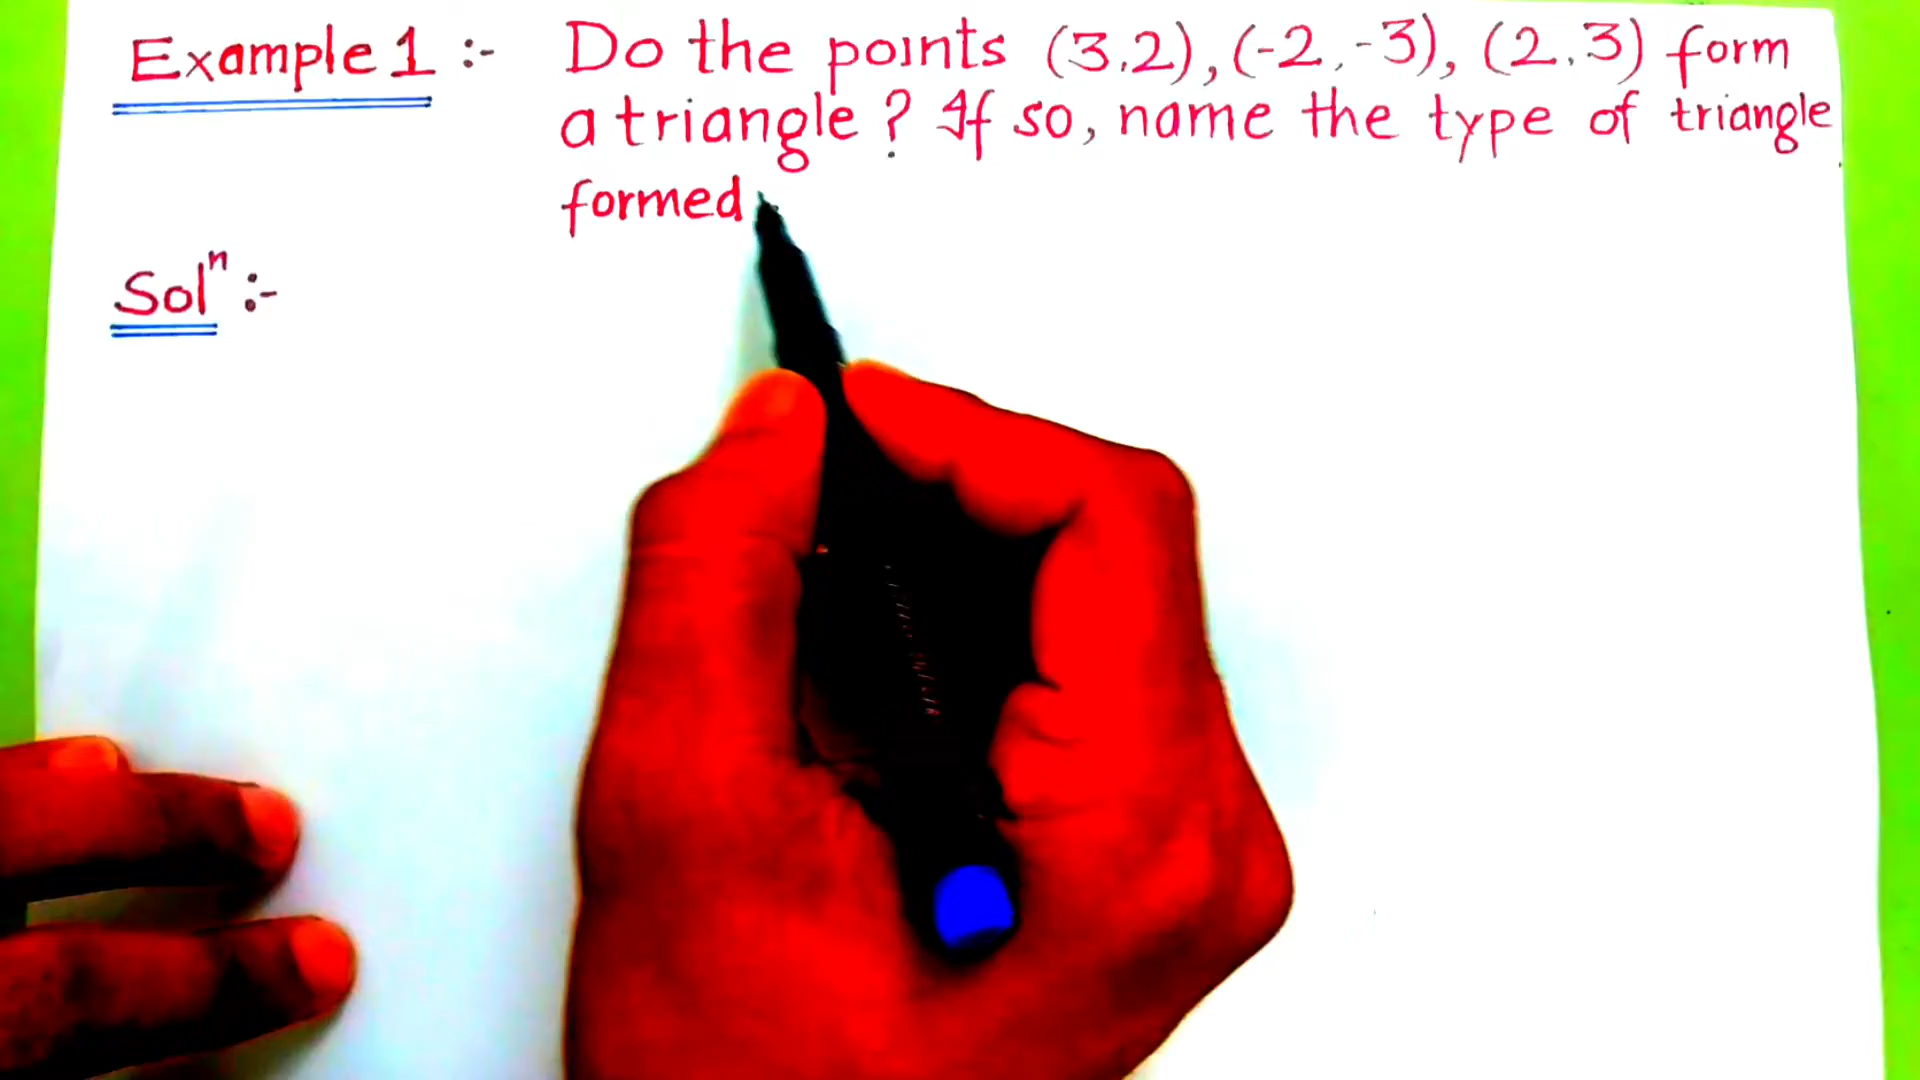 Example 1 :- Do the points (3,2), (-2,-3), (2,3) form
a triangle ? If so, name the type of triangle
formed
Solⁿ :-